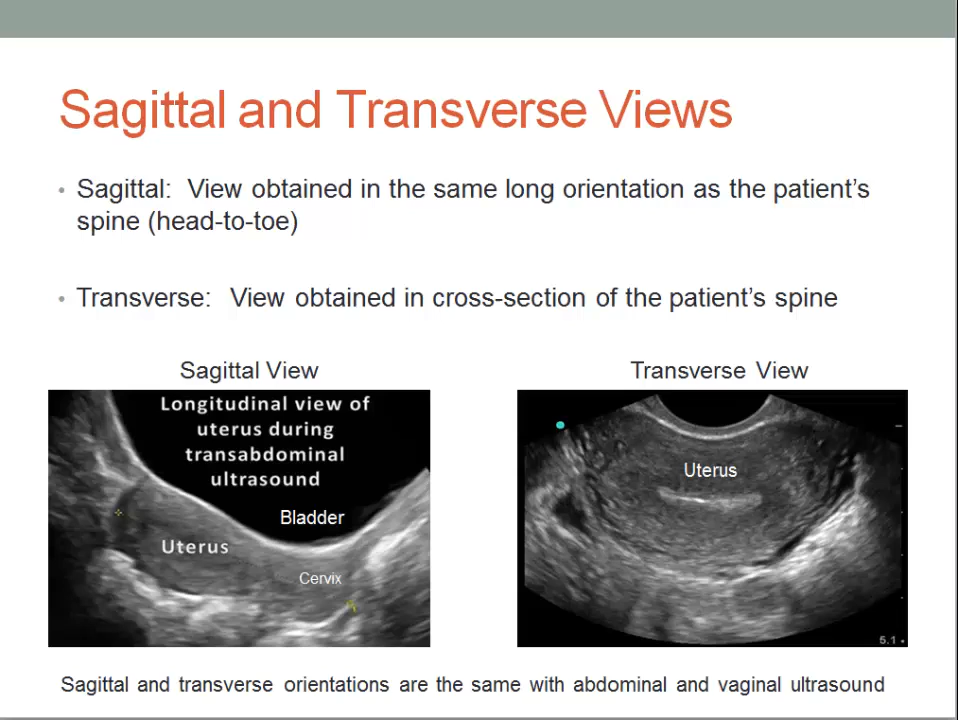 Sagittal and Transverse Views
• Sagittal: View obtained in the same long orientation as the patient's
spine (head-to-toe)
• Transverse: View obtained in cross-section of the patient's spine
Sagittal View
Longitudinal view of
uterus during
transabdominal
ultrasound
Bladder
Uterus
Cervix
Transverse View
Uterus
5.1
Sagittal and transverse orientations are the same with abdominal and vaginal ultrasound